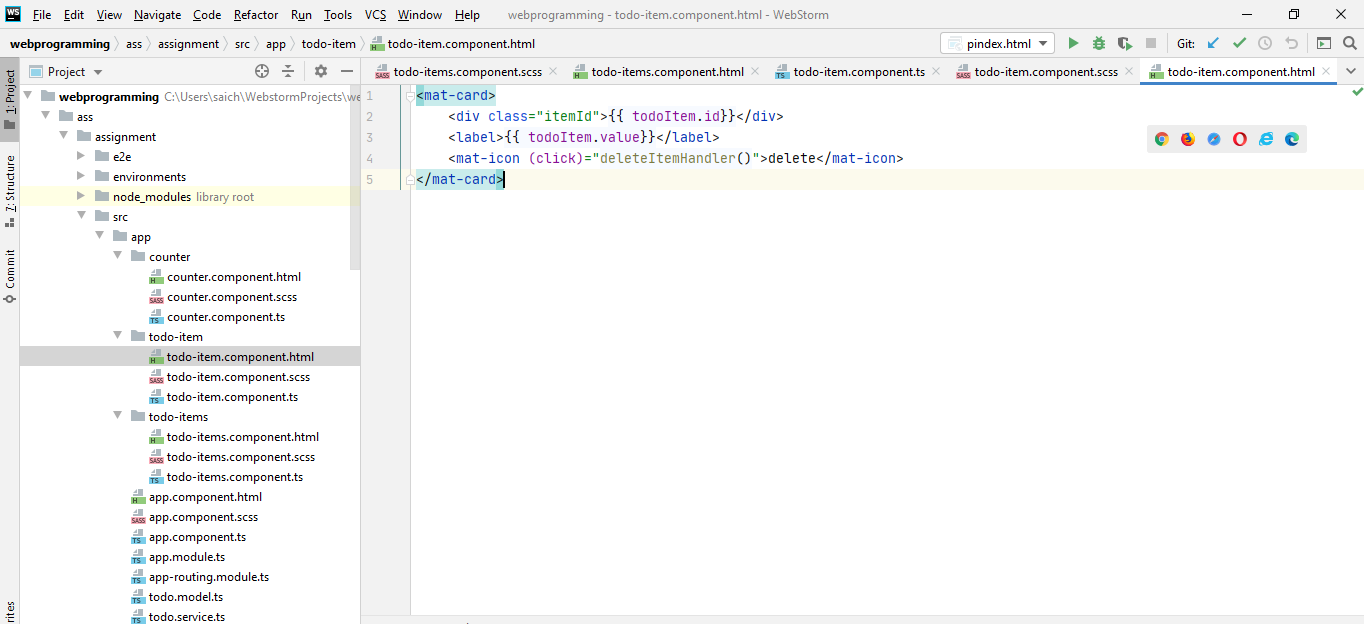 WS File Edit View Navigate Code Refactor Run Tools VCS Window Help webprogramming - todo-item.component.html - WebStorm
webprogramming ass assignment src app todo-item todo-item.component.html pindex.html Git:
Project todo-items.component.scss todo-items.component.html todo-item.component.ts todo-item.component.scss todo-item.component.html
1: Project
7: Structure
Commit
webprogramming C:\Users\saich\WebstormProjects\we
ass
assignment
e2e
environments
node_modules library root
src
app
counter
counter.component.html
counter.component.scss
counter.component.ts
todo-item
todo-item.component.html
todo-item.component.scss
todo-item.component.ts
todo-items
todo-items.component.html
todo-items.component.scss
todo-items.component.ts
app.component.html
app.component.scss
app.component.ts
app.module.ts
app-routing.module.ts
todo.model.ts
todo.service.ts
1 <mat-card>
2 <div class="itemId">{{ todoItem.id}}</div>
3 <label>{{ todoItem.value}}</label>
4 <mat-icon (click)="deleteItemHandler()">delete</mat-icon>
5 </mat-card>